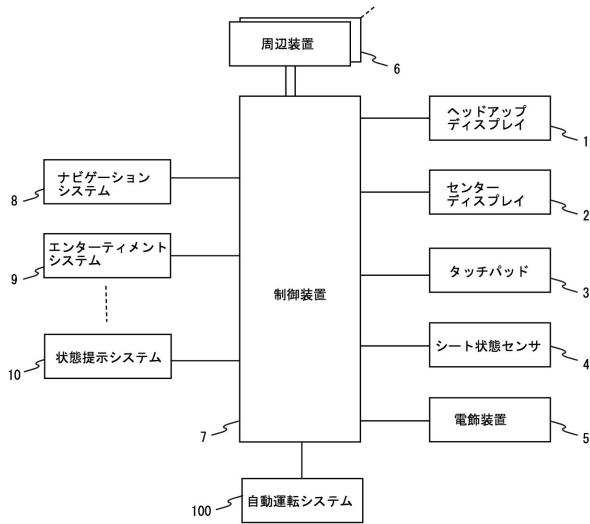 周辺装置
6
ヘッドアップ
ディスプレイ
1
ナビゲーション
システム
8
センター
ディスプレイ
2
エンターティメント
システム
9
タッチパッド
3
制御装置
7
状態提示システム
10
シート状態センサ
4
電飾装置
5
自動運転システム
100